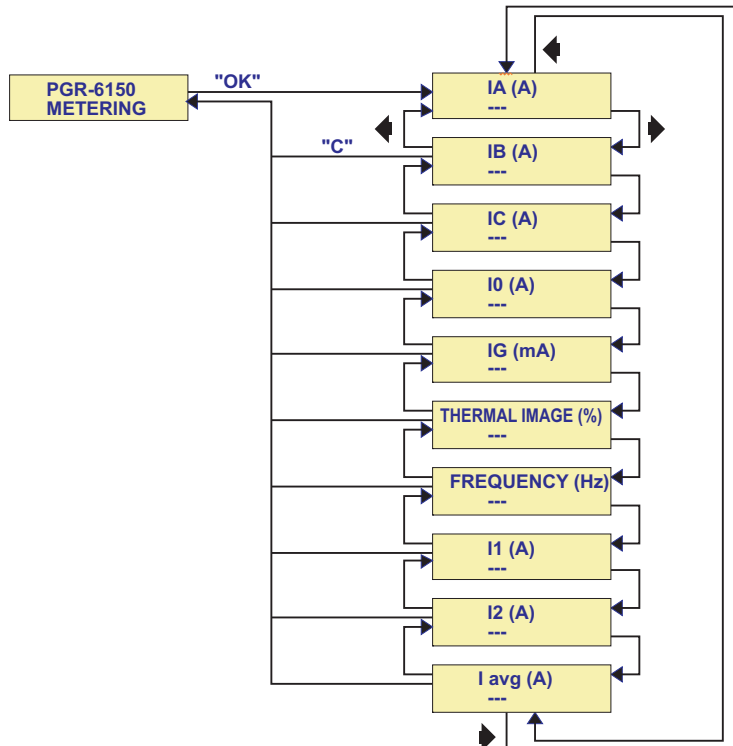 PGR-6150
METERING
"OK"
"C"
IA (A)
---
IB (A)
---
IC (A)
---
I0 (A)
---
IG (mA)
---
THERMAL IMAGE (%)
---
FREQUENCY (Hz)
---
I1 (A)
---
I2 (A)
---
I avg (A)
---